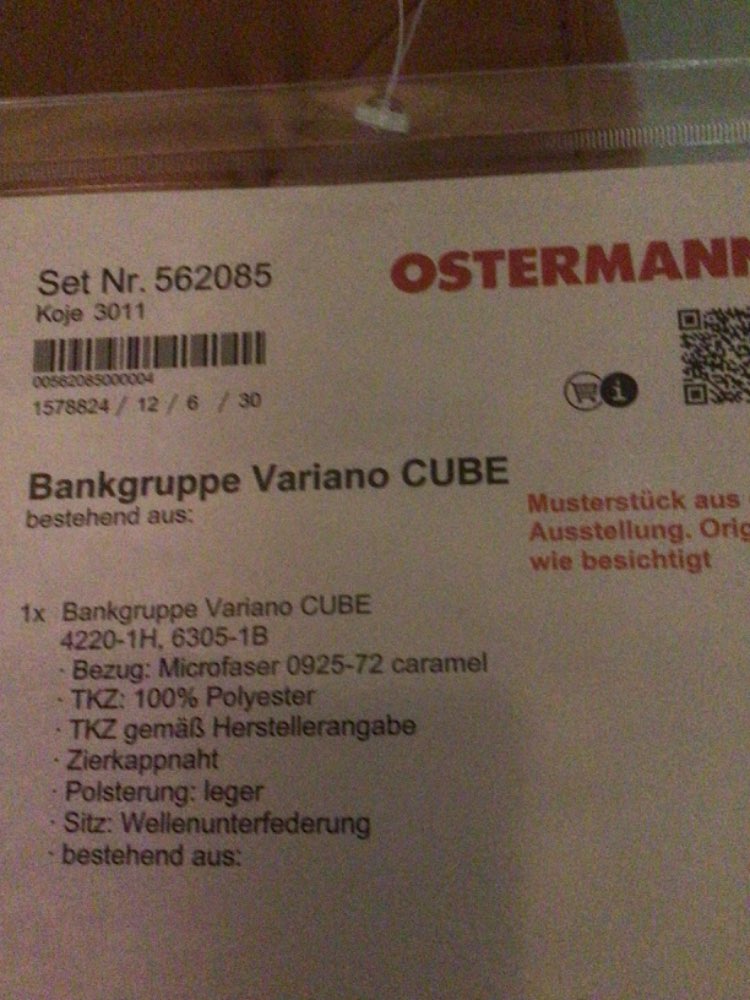 Set Nr. 562085
Koje 3011
00562085000004
1578824 / 12 / 6 / 30
OSTERMANN
Bankgruppe Variano CUBE
bestehend aus:
Musterstück aus
Ausstellung. Orig
wie besichtigt
1x Bankgruppe Variano CUBE
4220-1H, 6305-1B
· Bezug: Microfaser 0925-72 caramel
· TKZ: 100% Polyester
· TKZ gemäß Herstellerangabe
· Zierkappnaht
· Polsterung: leger
· Sitz: Wellenunterfederung
· bestehend aus: